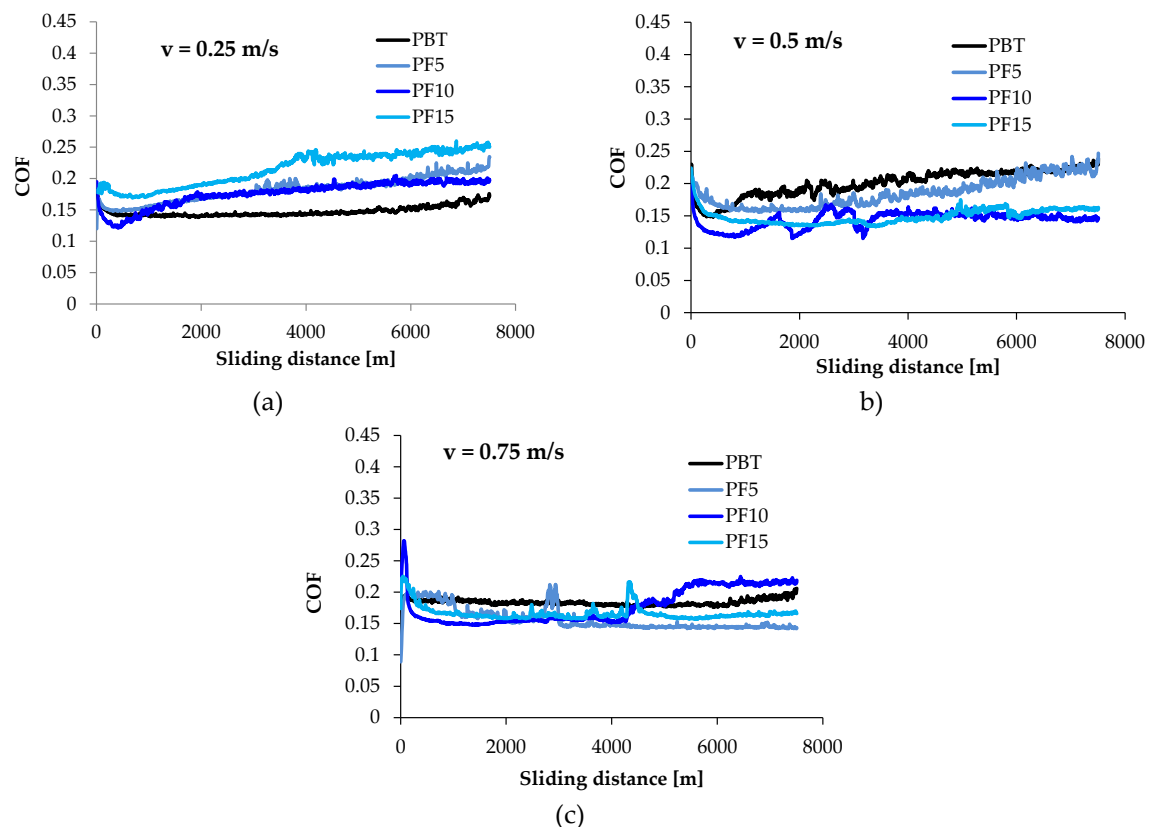 v = 0.25 m/s
PBT
PF5
PF10
PF15
COF
0.45
0.4
0.35
0.3
0.25
0.2
0.15
0.1
0.05
0
0 2000 4000 6000 8000
Sliding distance [m]
(a)
v = 0.5 m/s
PBT
PF5
PF10
PF15
COF
0.45
0.4
0.35
0.3
0.25
0.2
0.15
0.1
0.05
0
0 2000 4000 6000 8000
Sliding distance [m]
b)
v = 0.75 m/s
PBT
PF5
PF10
PF15
COF
0.45
0.4
0.35
0.3
0.25
0.2
0.15
0.1
0.05
0
0 2000 4000 6000 8000
Sliding distance [m]
(c)